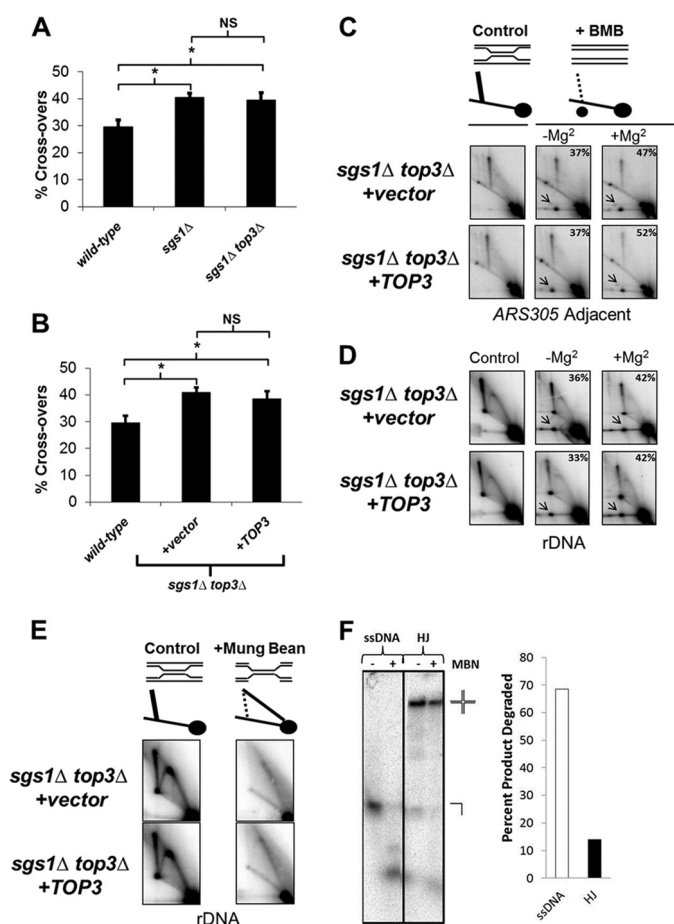 A
NS
*
*
% Cross-overs
50
40
30
20
10
0
wild-type
sgs1Δ
sgs1Δ top3Δ
B
NS
*
*
% Cross-overs
50
40
30
20
10
0
wild-type
+vector
+TOP3
sgs1Δ top3Δ
C
Control
+ BMB
-Mg2
+Mg2
sgs1Δ top3Δ
+vector
37%
47%
sgs1Δ top3Δ
+TOP3
37%
52%
ARS305 Adjacent
D
Control
-Mg2
+Mg2
sgs1Δ top3Δ
+vector
36%
42%
sgs1Δ top3Δ
+TOP3
33%
42%
rDNA
E
Control
+Mung Bean
sgs1Δ top3Δ
+vector
sgs1Δ top3Δ
+TOP3
rDNA
F
ssDNA
HJ
- + - + MBN
Percent Product Degraded
80
70
60
50
40
30
20
10
0
ssDNA
HJ